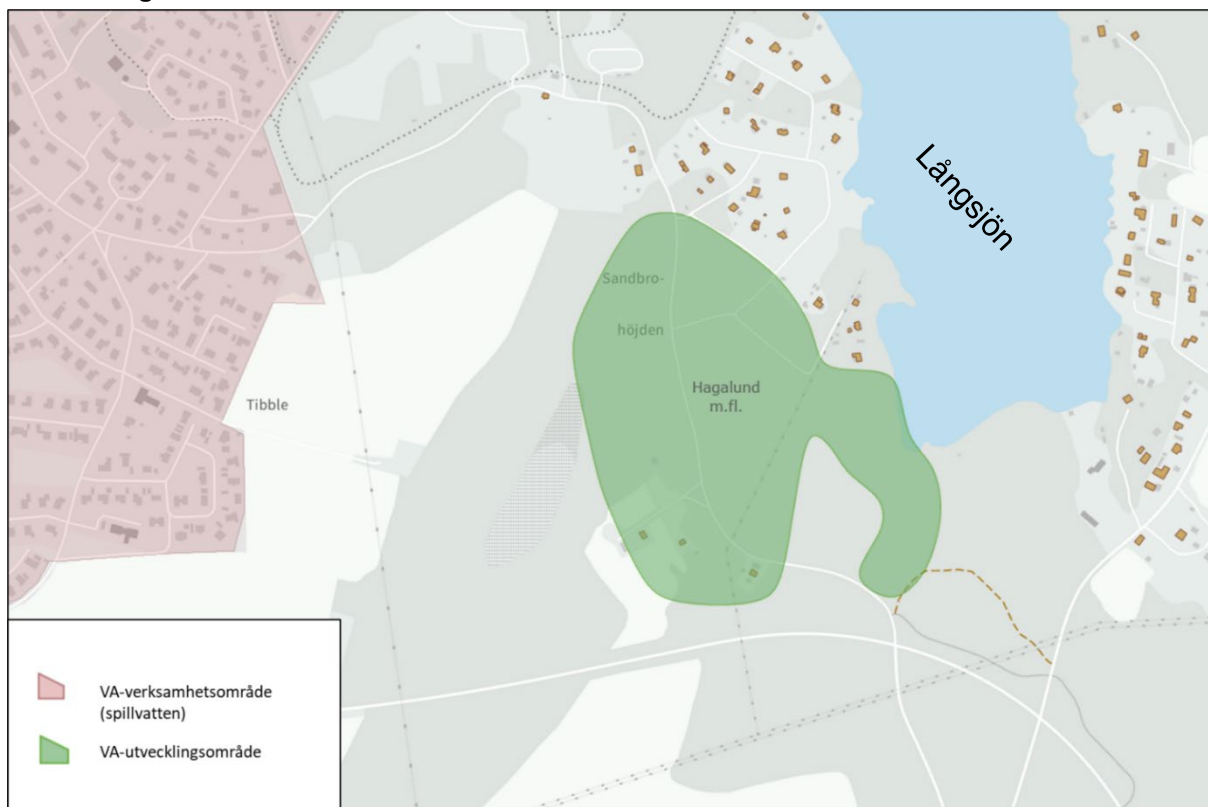 Långsjön
Sandbro-
höjden
Hagalund
m.fl.
Tibble
VA-verksamhetsområde
(spillvatten)
VA-utvecklingsområde